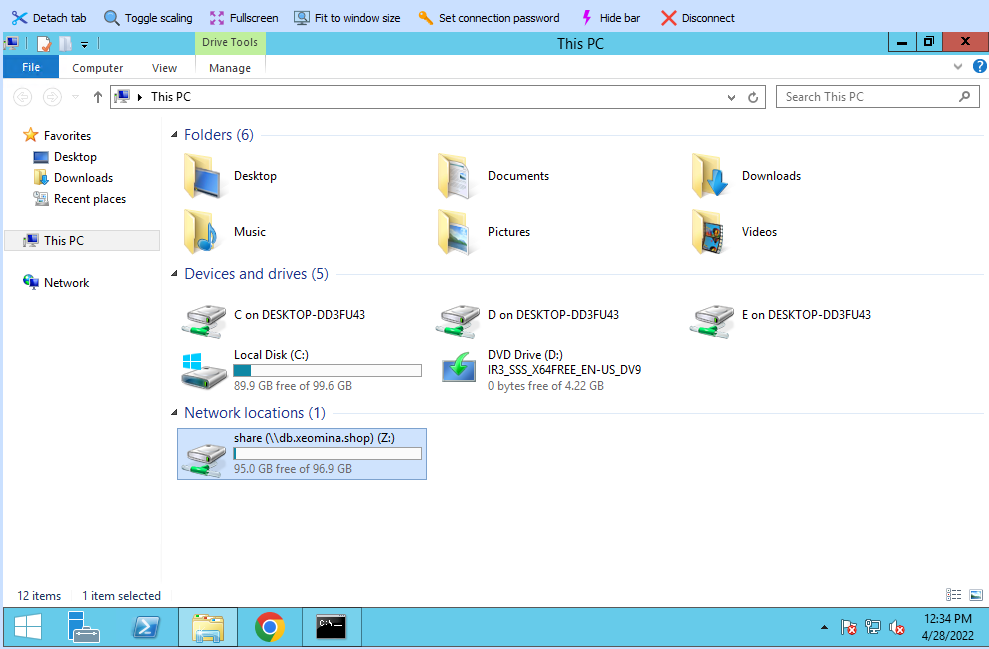 Detach tab Toggle scaling Fullscreen Fit to window size Set connection password Hide bar Disconnect
Drive Tools This PC
File Computer View Manage
This PC Search This PC
Favorites
Desktop
Downloads
Recent places
This PC
Network
Folders (6)
Desktop Documents Downloads
Music Pictures Videos
Devices and drives (5)
C on DESKTOP-DD3FU43 D on DESKTOP-DD3FU43 E on DESKTOP-DD3FU43
Local Disk (C:)
89.9 GB free of 99.6 GB
DVD Drive (D:)
IR3_SSS_X64FREE_EN-US_DV9
0 bytes free of 4.22 GB
Network locations (1)
share (\\db.xeomina.shop) (Z:)
95.0 GB free of 96.9 GB
12 items 1 item selected
C:\_
12:34 PM
4/28/2022